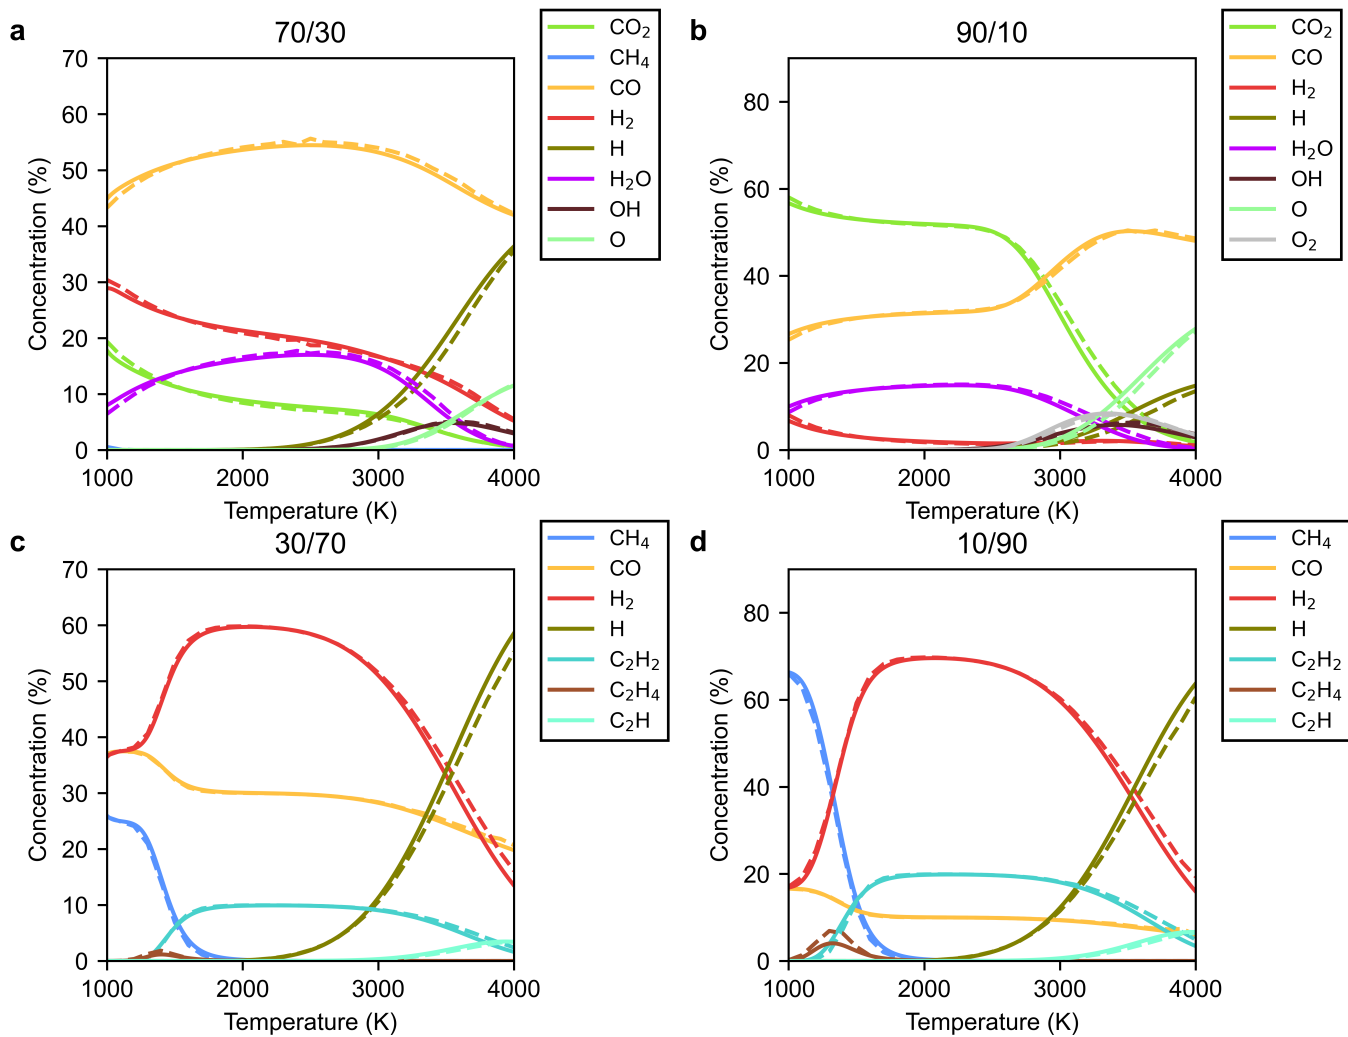 a
70/30
CO2
CH4
CO
H2
H
H2O
OH
O
Concentration (%)
70
60
50
40
30
20
10
0
1000 2000 3000 4000
Temperature (K)
b
90/10
CO2
CO
H2
H
H2O
OH
O
O2
Concentration (%)
80
60
40
20
0
1000 2000 3000 4000
Temperature (K)
c
30/70
CH4
CO
H2
H
C2H2
C2H4
C2H
Concentration (%)
70
60
50
40
30
20
10
0
1000 2000 3000 4000
Temperature (K)
d
10/90
CH4
CO
H2
H
C2H2
C2H4
C2H
Concentration (%)
80
60
40
20
0
1000 2000 3000 4000
Temperature (K)